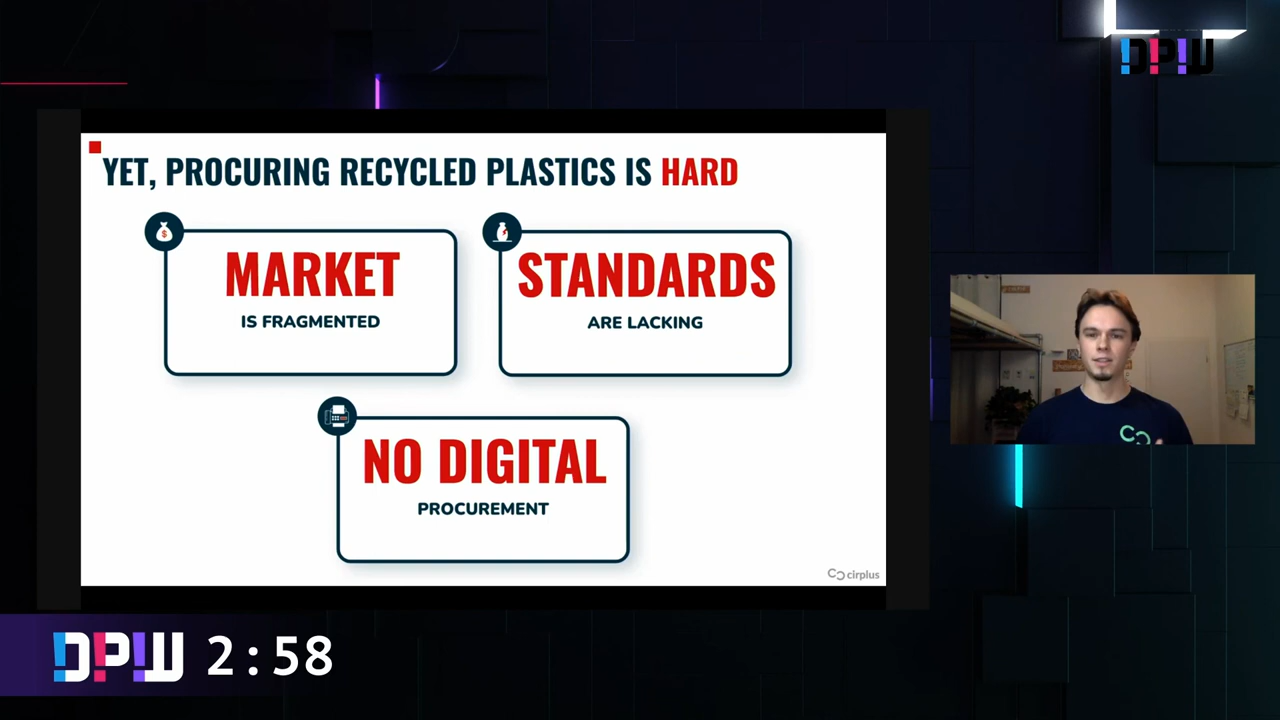 DPW
YET, PROCURING RECYCLED PLASTICS IS HARD
MARKET
IS FRAGMENTED
STANDARDS
ARE LACKING
NO DIGITAL
PROCUREMENT
cirplus
DPW 2:58